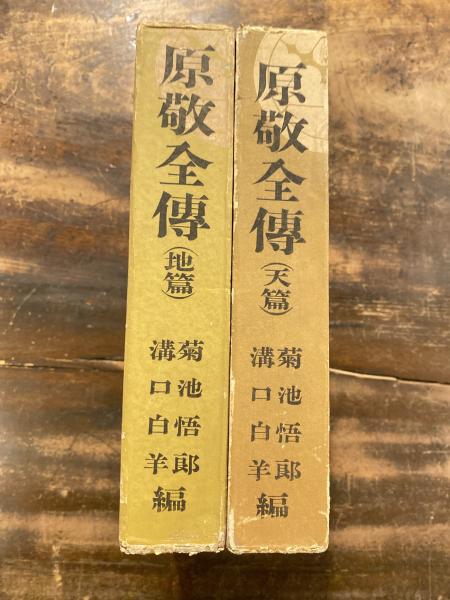 原敬全傳(天篇)
菊池悟郎
溝口白羊
編
原敬全傳(地篇)
菊池悟郎
溝口白羊
編